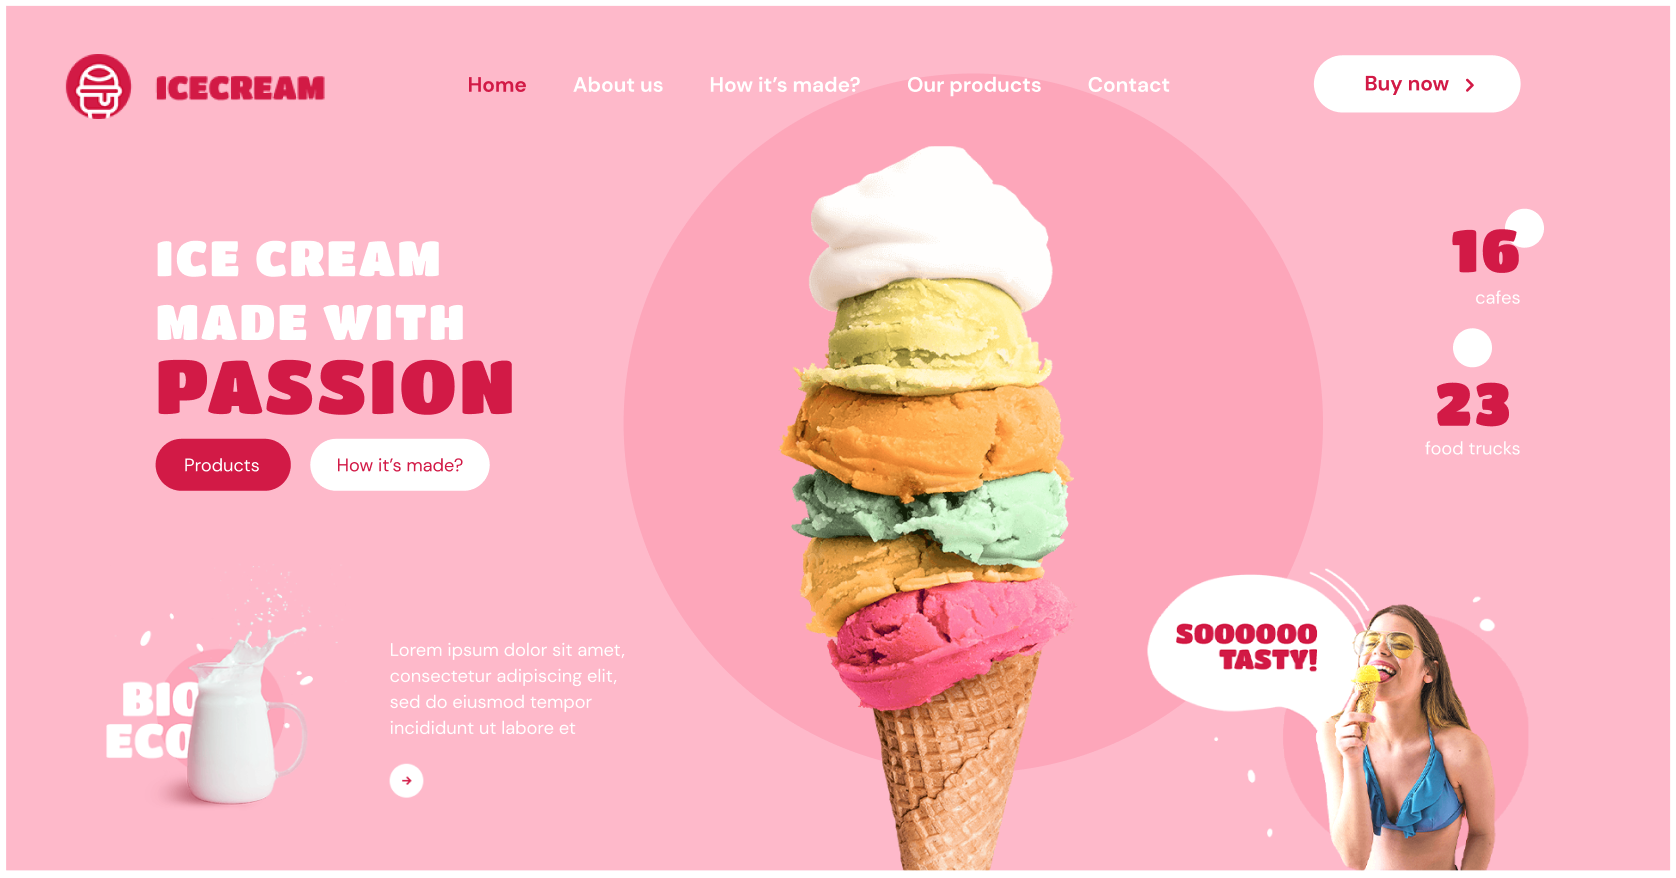 ICECREAM
Home
About us
How it's made?
Our products
Contact
Buy now
ICE CREAM
MADE WITH
PASSION
Products
How it's made?
16
cafes
23
food trucks
BIO
ECO
Lorem ipsum dolor sit amet,
consectetur adipiscing elit,
sed do eiusmod tempor
incididunt ut labore et
SOOOOOO
TASTY!